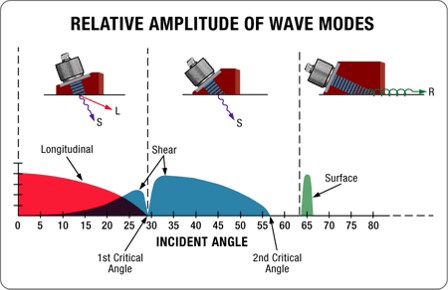 RELATIVE AMPLITUDE OF WAVE MODES
L
S
S
R
Longitudinal
Shear
Surface
0 5 10 15 20 25 30 35 40 45 50 55 60 65 70 75 80
1st Critical
Angle
INCIDENT ANGLE
2nd Critical
Angle